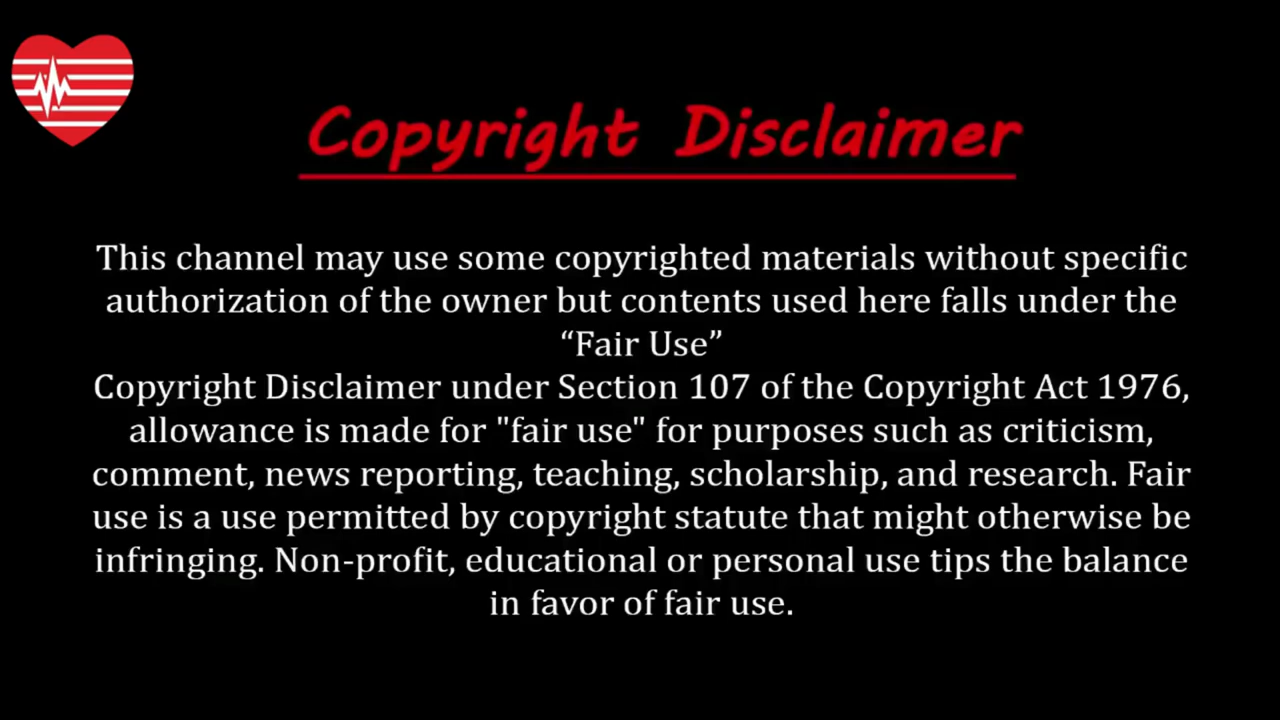 Copyright Disclaimer
This channel may use some copyrighted materials without specific
authorization of the owner but contents used here falls under the
“Fair Use”
Copyright Disclaimer under Section 107 of the Copyright Act 1976,
allowance is made for "fair use" for purposes such as criticism,
comment, news reporting, teaching, scholarship, and research. Fair
use is a use permitted by copyright statute that might otherwise be
infringing. Non-profit, educational or personal use tips the balance
in favor of fair use.